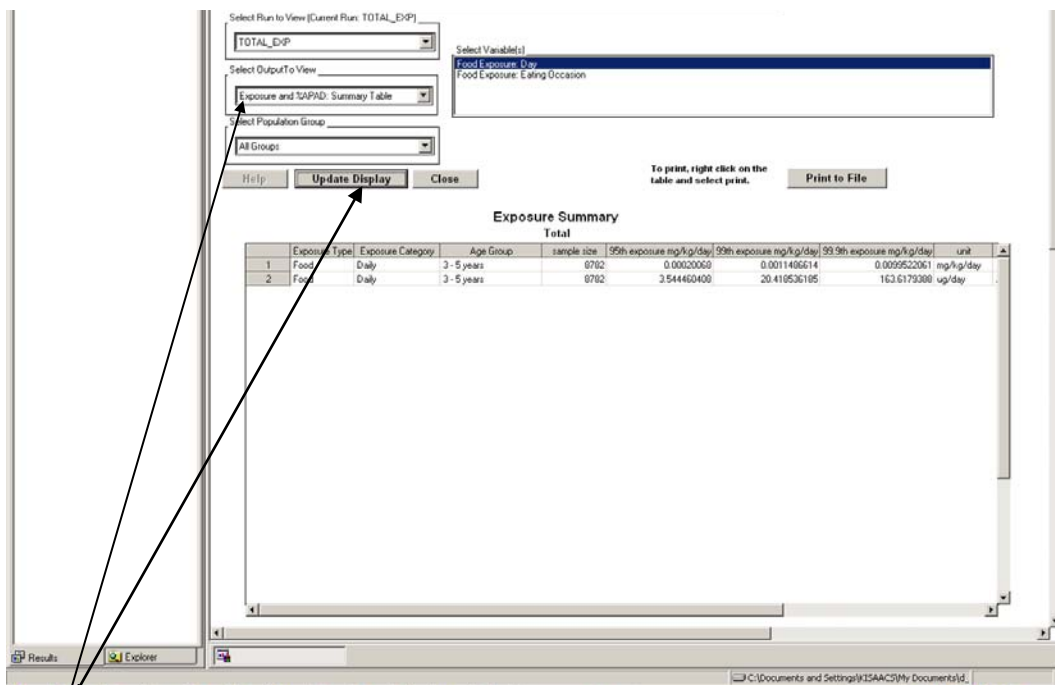 Select Run to View (Current Run: TOTAL_EXP)
TOTAL_EXP
Select Variable(s)
Food Exposure: Day
Food Exposure: Eating Occasion
Select OutputTo View
Exposure and %APAD: Summary Table
Select Population Group
All Groups
Help Update Display Close
To print, right click on the
table and select print.
Print to File
Exposure Summary
Total
Exposure Type Exposure Category Age Group sample size 95th exposure mg/kg/day 99th exposure mg/kg/day 99.9th exposure mg/kg/day unit
1 Food Daily 3 - 5 years 8782 0.00020068 0.0011486614 0.0099522061 mg/kg/day
2 Food Daily 3 - 5 years 8782 3.544460408 20.418536185 163.6179388 ug/day
Results Explorer
C:\Documents and Settings\KISAACS\My Documents\d_